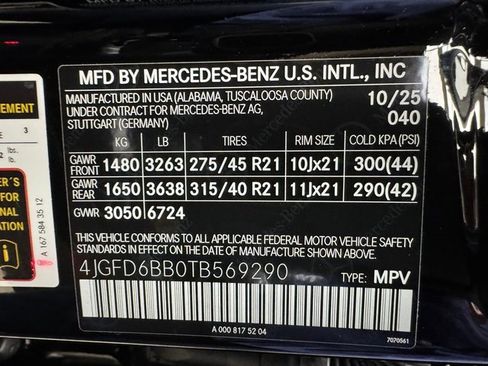 MFD BY MERCEDES-BENZ U.S. INTL., INC
MANUFACTURED IN USA (ALABAMA, TUSCALOOSA COUNTY) 10/25
UNDER CONTRACT FOR MERCEDES-BENZ AG, 040
STUTTGART (GERMANY)
KG LB TIRES RIM SIZE COLD KPA (PSI)
GAWR FRONT 1480 3263 275/45 R21 10Jx21 300(44)
GAWR REAR 1650 3638 315/40 R21 11Jx21 290(42)
GVWR 3050 6724
THIS VEHICLE CONFORMS TO ALL APPLICABLE FEDERAL MOTOR VEHICLE SAFETY
STANDARDS IN EFFECT ON THE DATE OF MANUFACTURE SHOWN ABOVE.
4JGFD6BB0TB569290 TYPE: MPV
A 000 817 52 04
7070561
A 167 584 35 12
3
lbs.
lb.